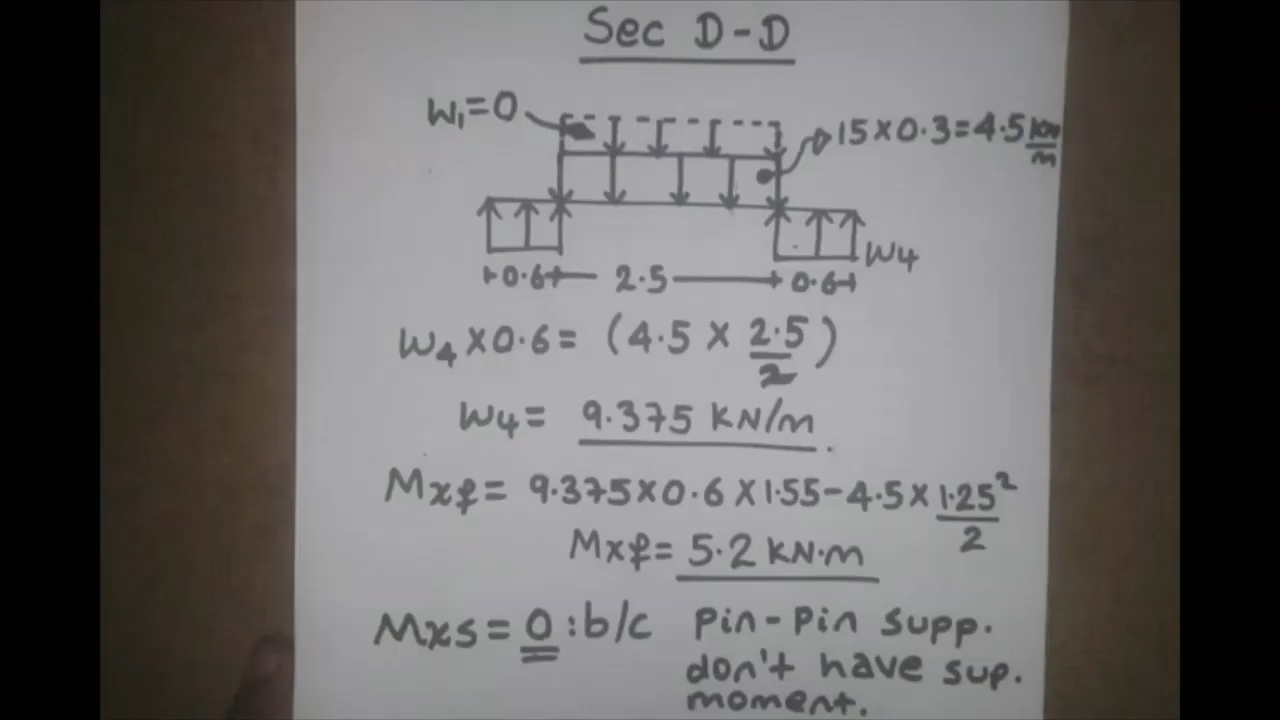 Sec D-D
W₁=0
15×0.3=4.5 KN/m
W4
0.6 2.5 0.6
W4 ×0.6= (4.5 × 2.5/2)
W4= 9.375 KN/m.
Mxf= 9.375×0.6×1.55-4.5×1.25²/2
Mxf= 5.2 KN.m
Mxs= 0 :b/c pin-pin supp.
don't have sup.
moment.